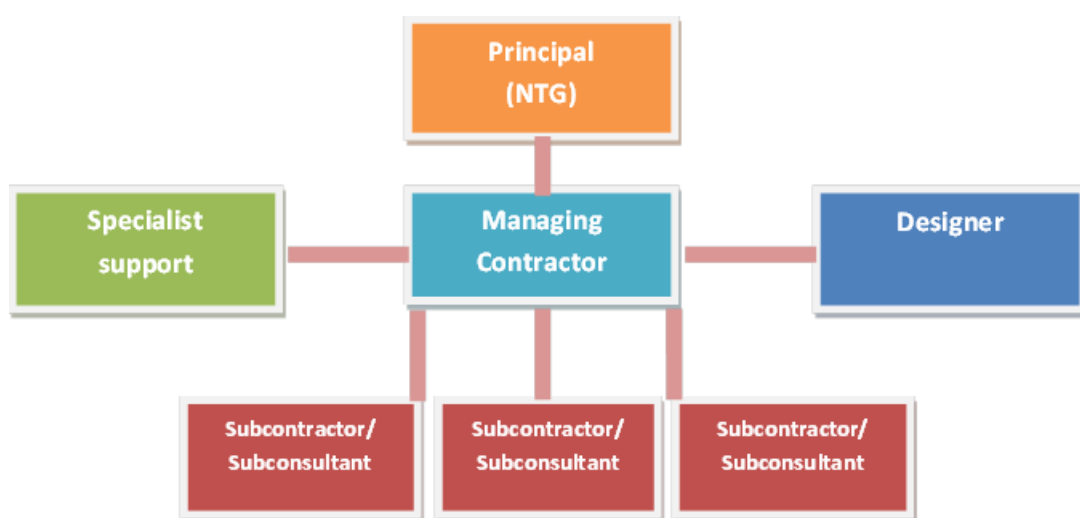 Principal
(NTG)
Specialist
support
Managing
Contractor
Designer
Subcontractor/
Subconsultant
Subcontractor/
Subconsultant
Subcontractor/
Subconsultant